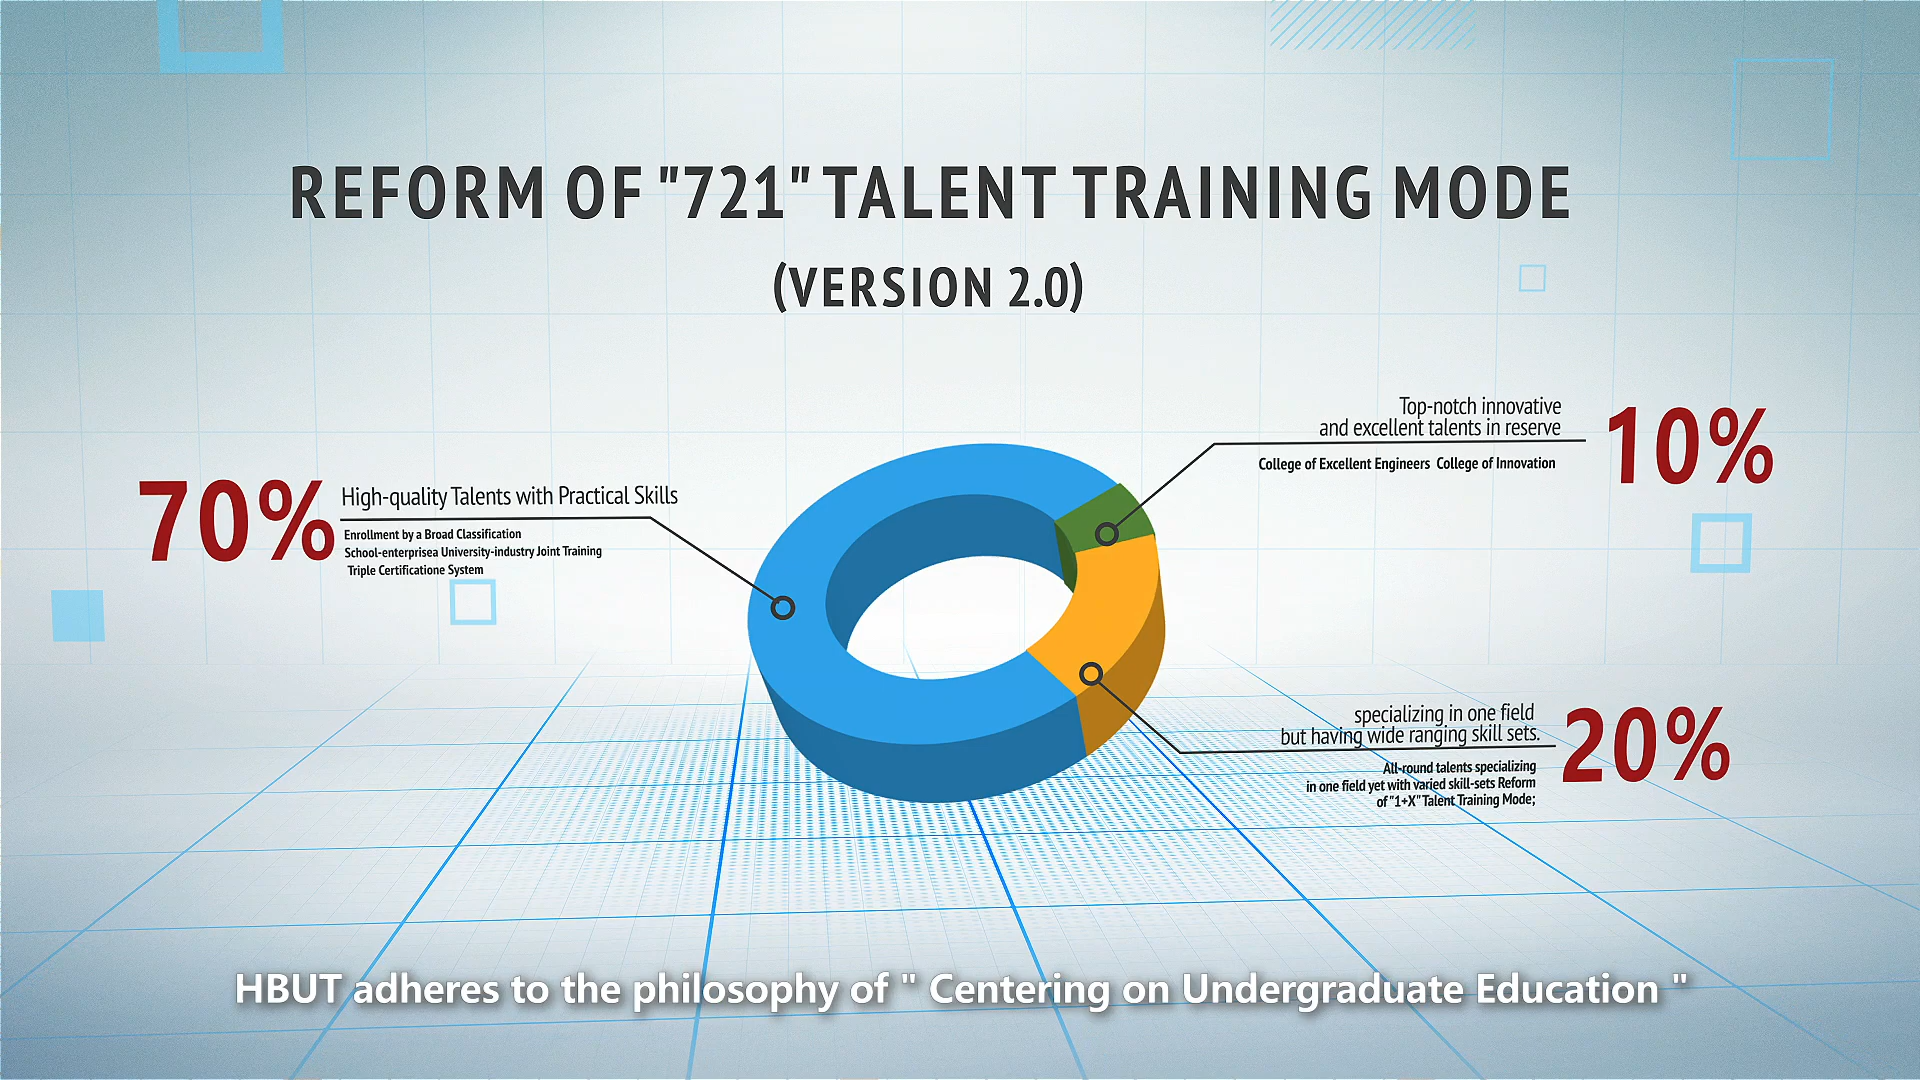 REFORM OF "721" TALENT TRAINING MODE
(VERSION 2.0)
70%
High-quality Talents with Practical Skills
Enrollment by a Broad Classification
School-enterprisea University-industry Joint Training
Triple Certificatione System
Top-notch innovative
and excellent talents in reserve
College of Excellent Engineers College of Innovation
10%
specializing in one field
but having wide ranging skill sets.
All-round talents specializing
in one field yet with varied skill-sets Reform
of "1+X" Talent Training Mode;
20%
HBUT adheres to the philosophy of " Centering on Undergraduate Education "